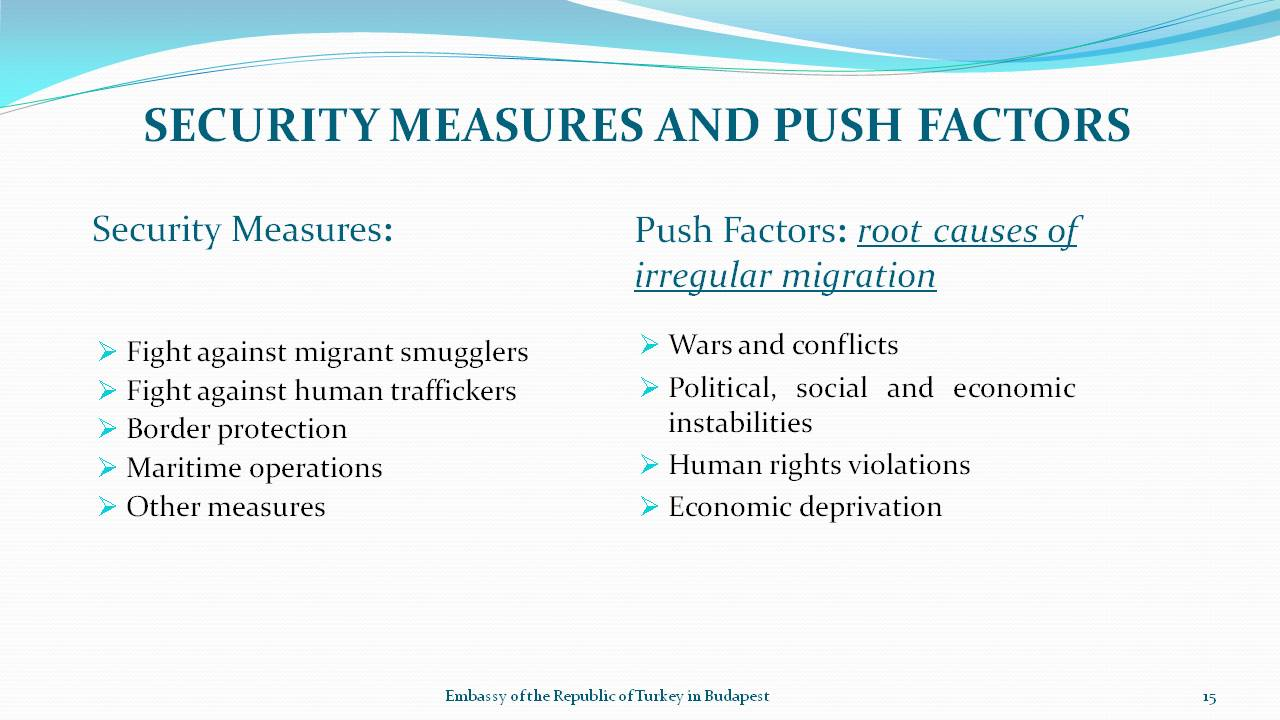 SECURITY MEASURES AND PUSH FACTORS
Security Measures:
Fight against migrant smugglers
Fight against human traffickers
Border protection
Maritime operations
Other measures
Push Factors: root causes of
irregular migration
Wars and conflicts
Political, social and economic
instabilities
Human rights violations
Economic deprivation
Embassy of the Republic of Turkey in Budapest
15